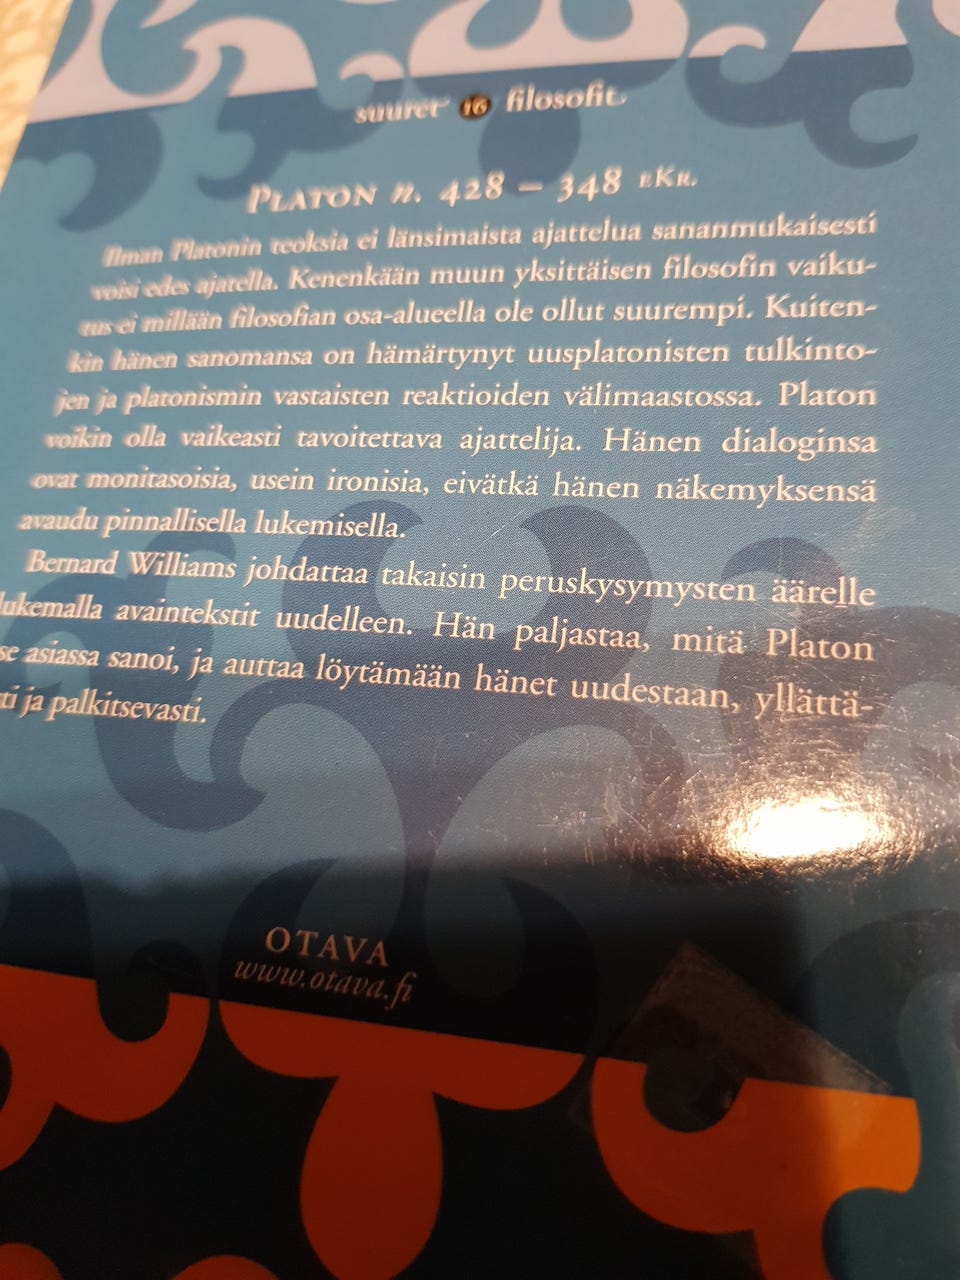 suuret 16 filosofit.
PLATON n. 428 – 348 EKR.
Ilman Platonin teoksia ei länsimaista ajattelua sananmukaisesti
voisi edes ajatella. Kenenkään muun yksittäisen filosofin vaiku-
tus ei millään filosofian osa-alueella ole ollut suurempi. Kuiten-
kin hänen sanomansa on hämärtynyt uusplatonisten tulkinto-
jen ja platonismin vastaisten reaktioiden välimaastossa. Platon
voikin olla vaikeasti tavoitettava ajattelija. Hänen dialoginsa
ovat monitasoisia, usein ironisia, eivätkä hänen näkemyksensä
avaudu pinnallisella lukemisella.
Bernard Williams johdattaa takaisin peruskysymysten äärelle
lukemalla avaintekstit uudelleen. Hän paljastaa, mitä Platon
se asiassa sanoi, ja auttaa löytämään hänet uudestaan, yllättä-
ti ja palkitsevasti.
OTAVA
www.otava.fi